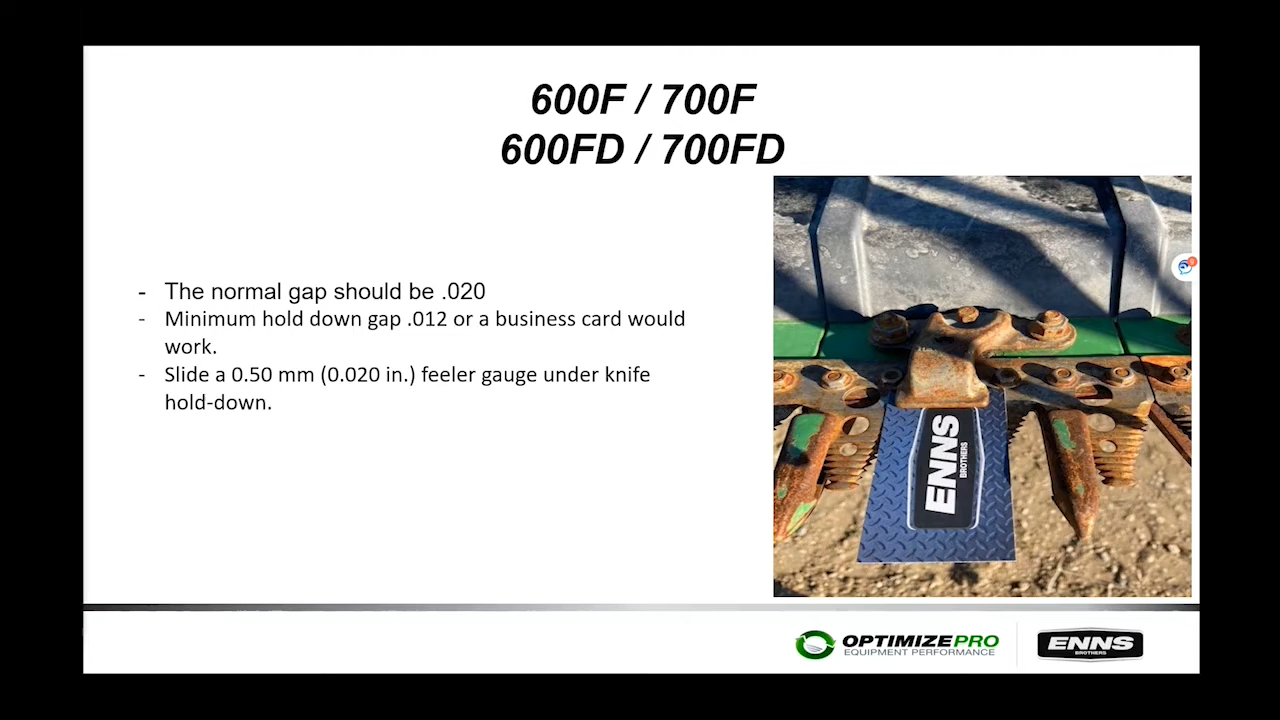 600F / 700F
600FD / 700FD
- The normal gap should be .020
- Minimum hold down gap .012 or a business card would
work.
- Slide a 0.50 mm (0.020 in.) feeler gauge under knife
hold-down.
ENNS
BROTHERS
OPTIMIZEPRO
EQUIPMENT PERFORMANCE
ENNS
BROTHERS